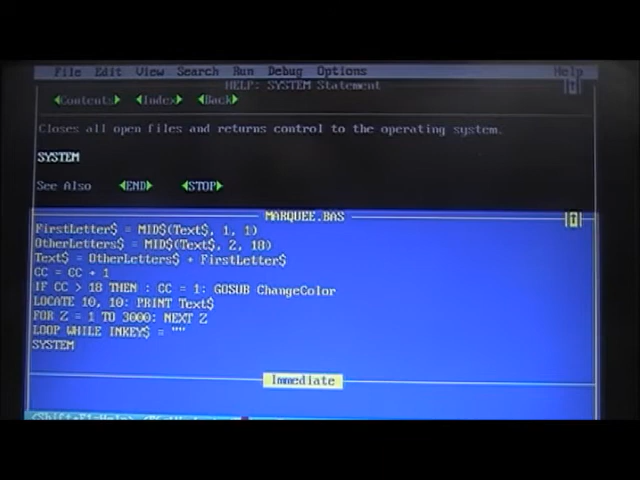 File Edit View Search Run Debug Options Help
HELP: SYSTEM Statement
◄Contents► ◄Index► ◄Back►
Closes all open files and returns control to the operating system.
SYSTEM
See Also ◄END► ◄STOP►
MARQUEE.BAS
FirstLetter$ = MID$(Text$, 1, 1)
OtherLetters$ = MID$(Text$, 2, 18)
Text$ = OtherLetters$ + FirstLetter$
CC = CC + 1
IF CC > 18 THEN : CC = 1: GOSUB ChangeColor
LOCATE 10, 10: PRINT Text$
FOR Z = 1 TO 3000: NEXT Z
LOOP WHILE INKEY$ = ""
SYSTEM
Immediate